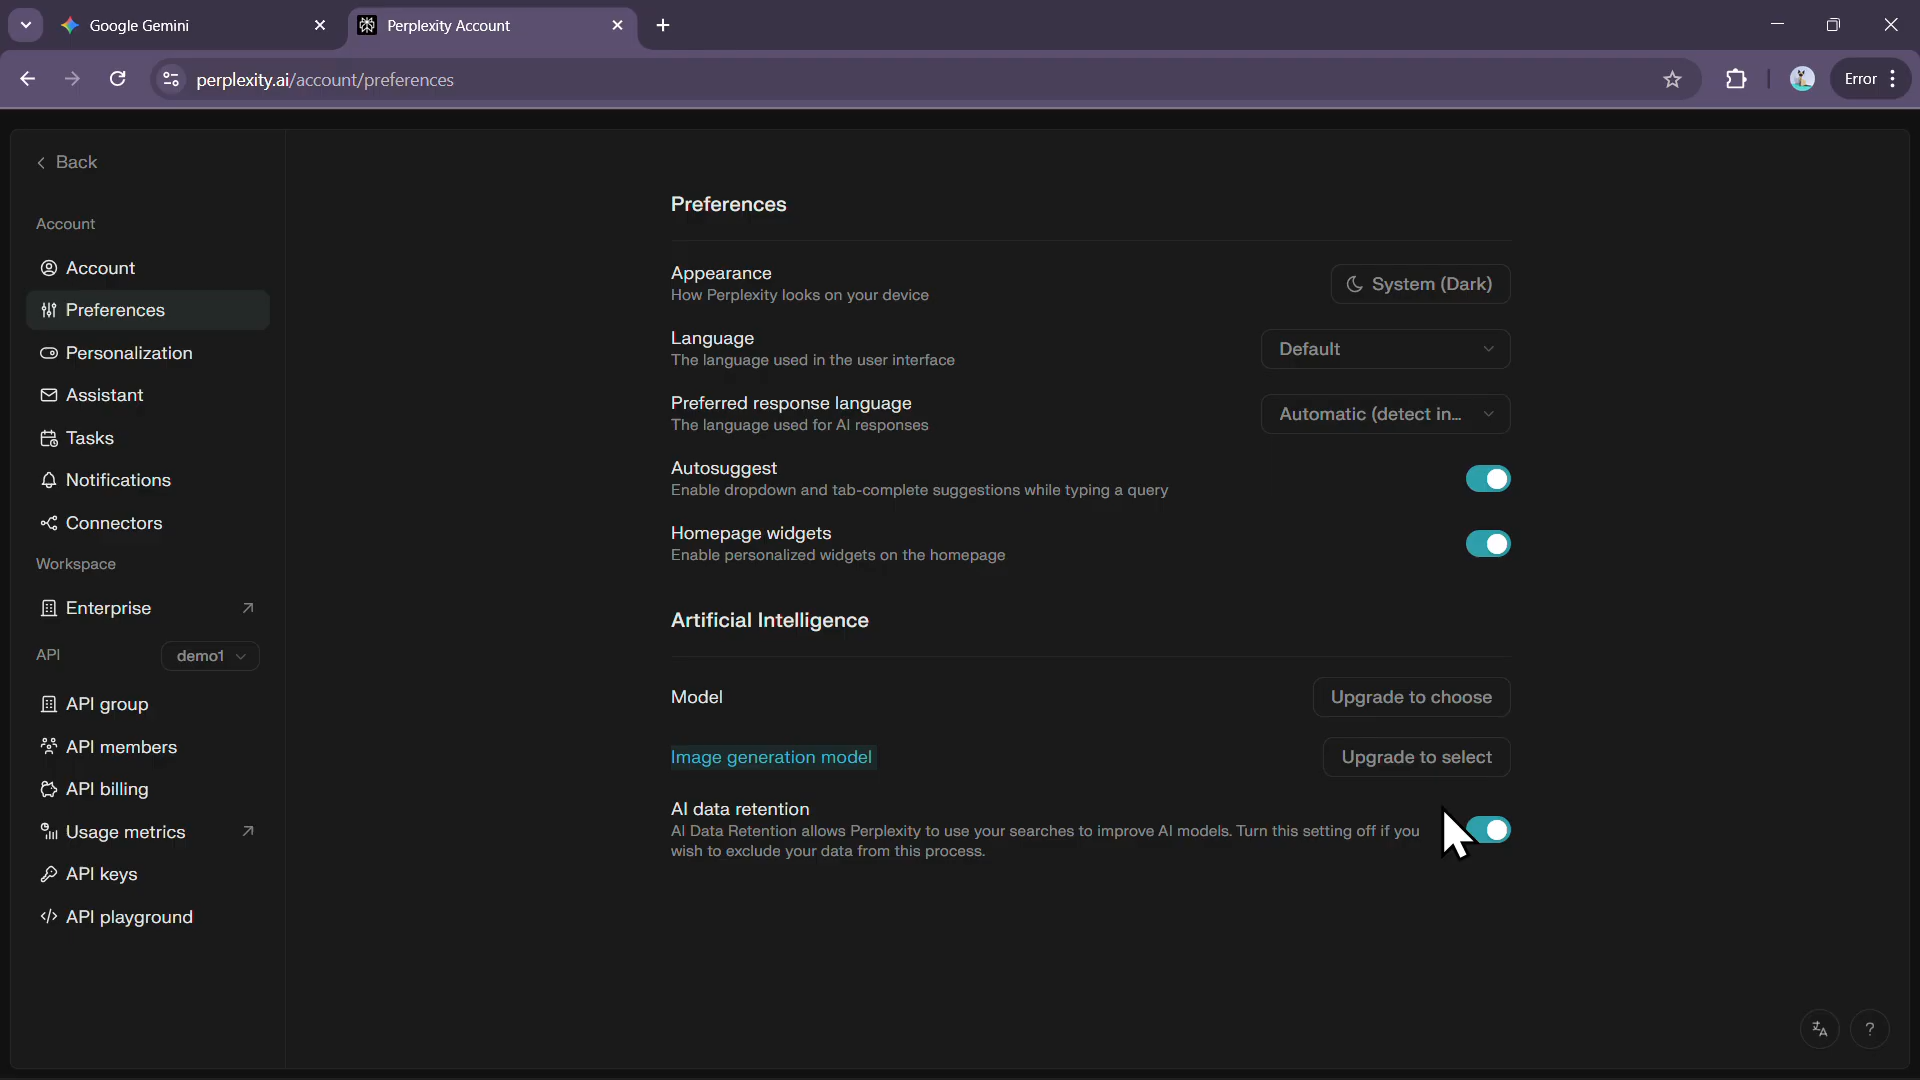 Google Gemini
Perplexity Account
perplexity.ai/account/preferences
Error
Back
Account
Account
Preferences
Personalization
Assistant
Tasks
Notifications
Connectors
Workspace
Enterprise
API
demo1
API group
API members
API billing
Usage metrics
API keys
API playground
Preferences
Appearance
How Perplexity looks on your device
System (Dark)
Language
The language used in the user interface
Default
Preferred response language
The language used for AI responses
Automatic (detect in...
Autosuggest
Enable dropdown and tab-complete suggestions while typing a query
Homepage widgets
Enable personalized widgets on the homepage
Artificial Intelligence
Model
Upgrade to choose
Image generation model
Upgrade to select
AI data retention
AI Data Retention allows Perplexity to use your searches to improve AI models. Turn this setting off if you
wish to exclude your data from this process.
?